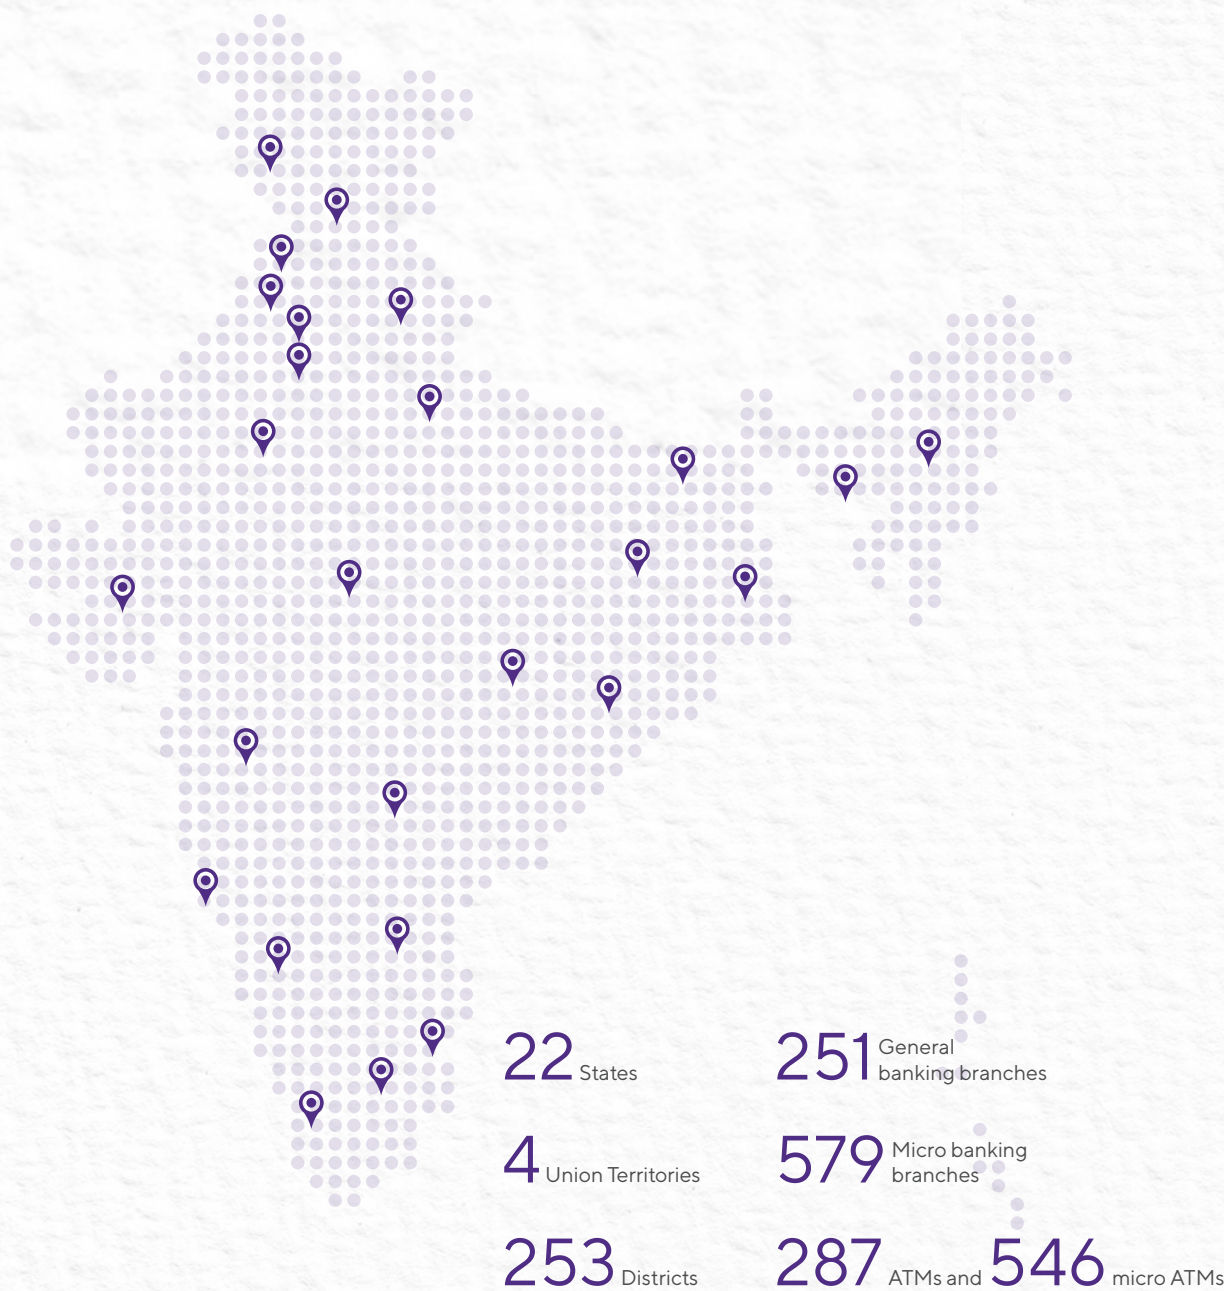 22 States
4 Union Territories
253 Districts
251 General
banking branches
579 Micro banking
branches
287 ATMs and 546 micro ATMs